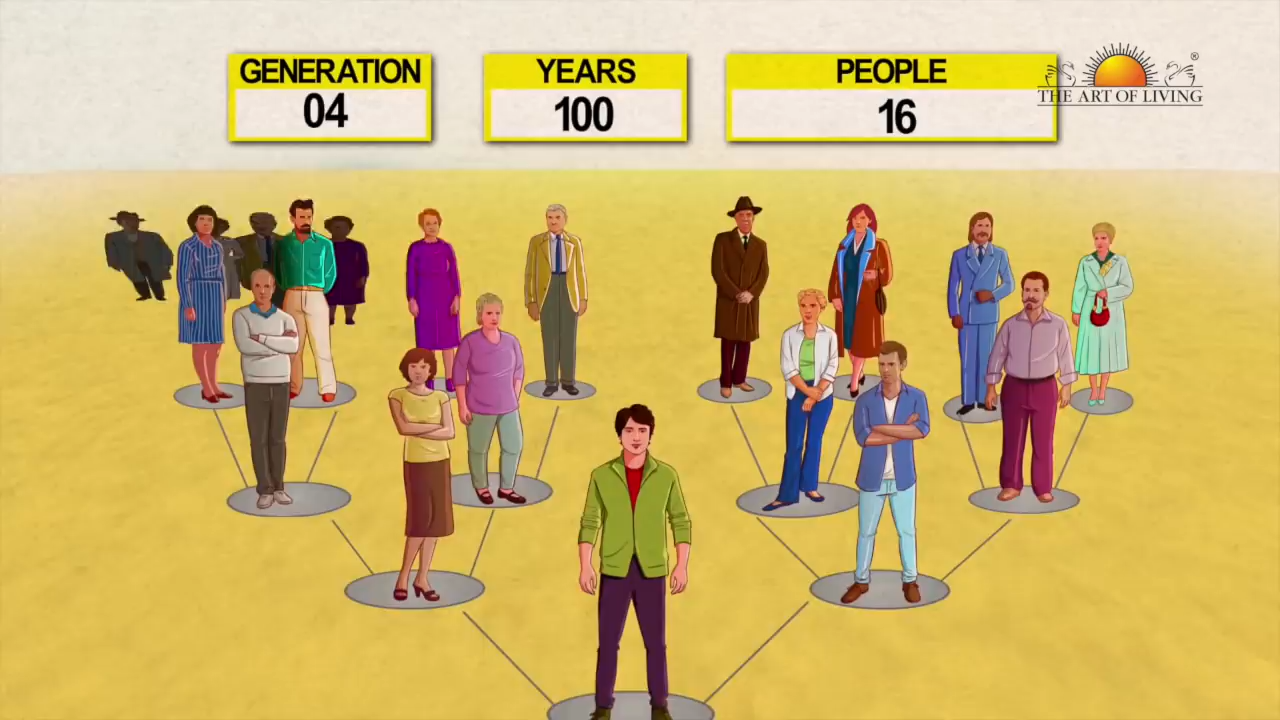 GENERATION
04
YEARS
100
PEOPLE
16
THE ART OF LIVING
®